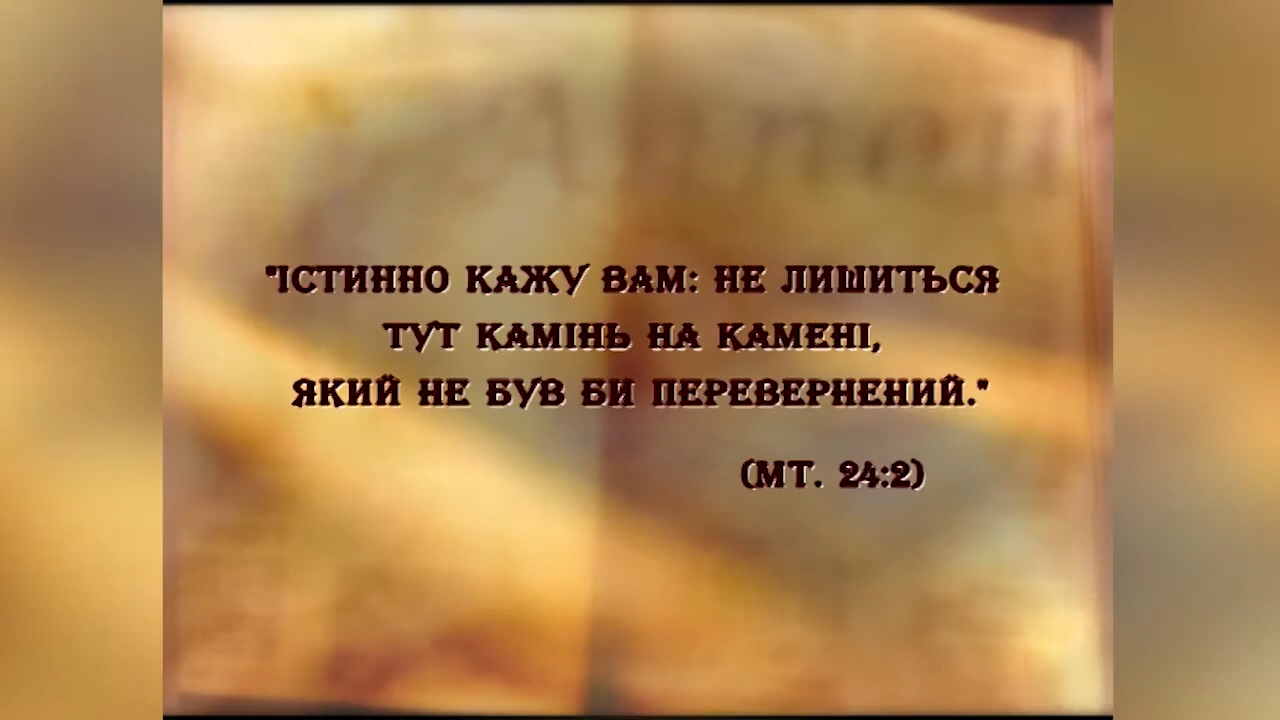 "ІСТИННО КАЖУ ВАМ: НЕ ЛИШИТЬСЯ
ТУТ КАМІНЬ НА КАМЕНІ,
ЯКИЙ НЕ БУВ БИ ПЕРЕВЕРНЕНИЙ."
(МТ. 24:2)